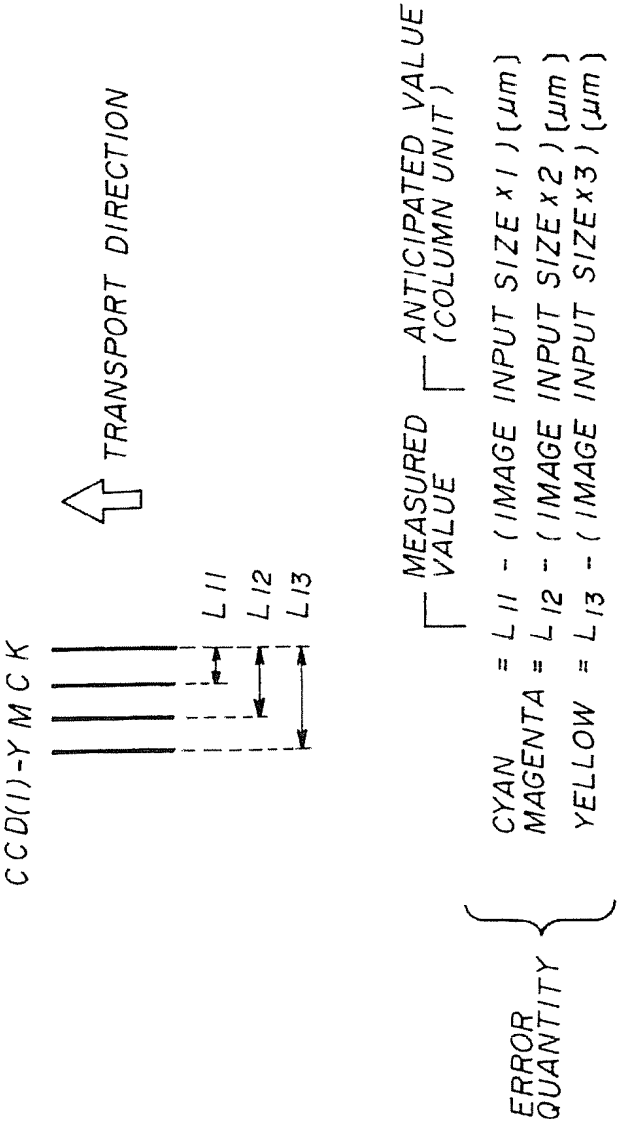 CCD(1)-Y M C K
TRANSPORT DIRECTION
L11
L12
L13
MEASURED
VALUE
ANTICIPATED VALUE
(COLUMN UNIT)
ERROR
QUANTITY
CYAN = L11 - (IMAGE INPUT SIZE X1) (μm)
MAGENTA = L12 - (IMAGE INPUT SIZE X2) (μm)
YELLOW = L13 - (IMAGE INPUT SIZE X3) (μm)